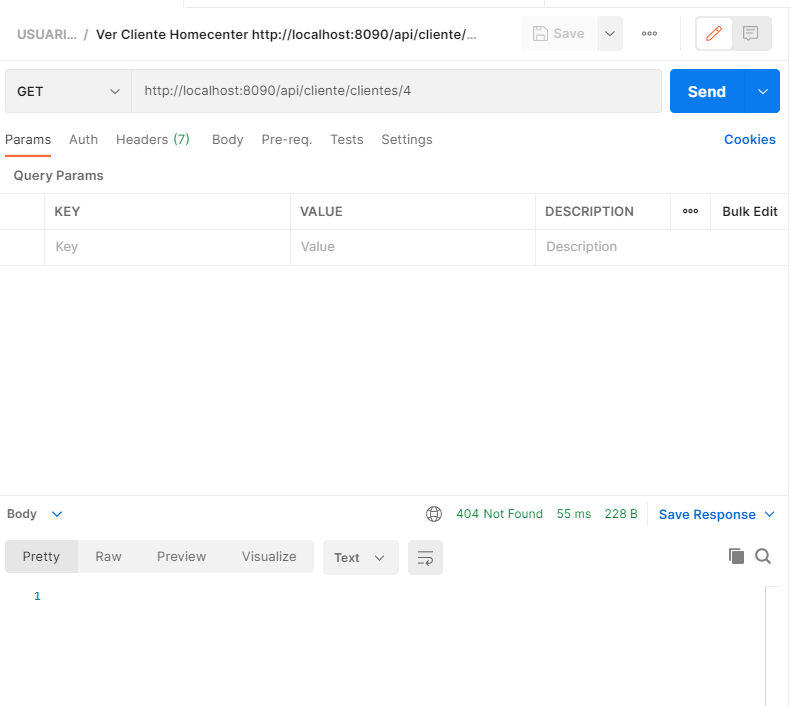 USUARI... / Ver Cliente Homecenter http://localhost:8090/api/cliente/... Save
GET http://localhost:8090/api/cliente/clientes/4 Send
Params Auth Headers (7) Body Pre-req. Tests Settings Cookies
Query Params
KEY VALUE DESCRIPTION Bulk Edit
Key Value Description
Body 404 Not Found 55 ms 228 B Save Response
Pretty Raw Preview Visualize Text
1